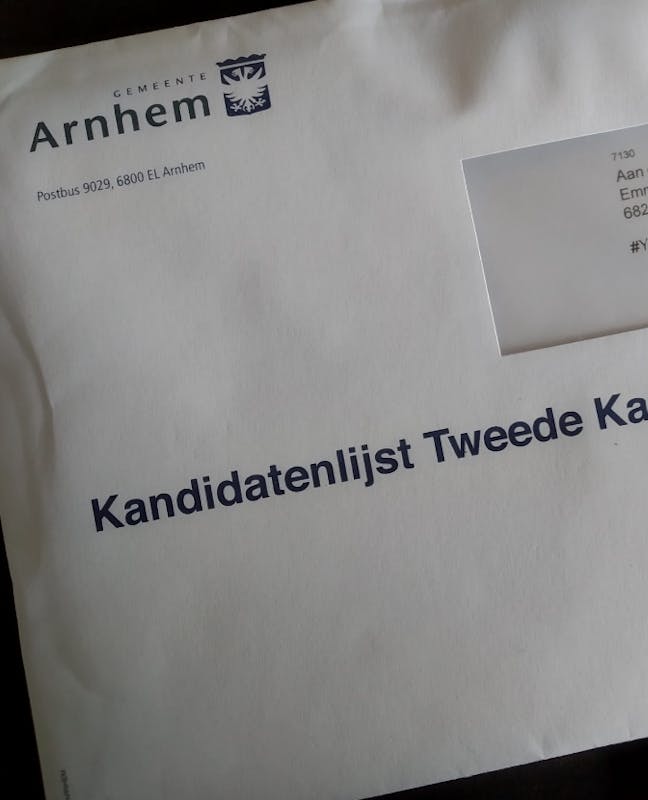 GEMEENTE
Arnhem
Postbus 9029, 6800 EL Arnhem
7130
Aan
Emm
682
#Y
Kandidatenlijst Tweede Ka